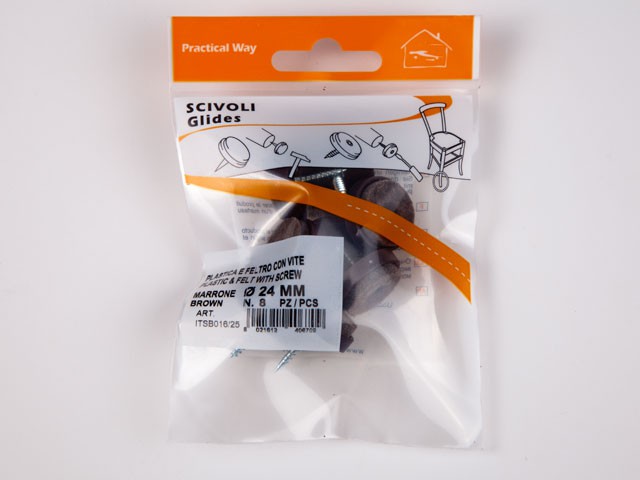 Practical Way
SCIVOLI
Glides
PLASTICA E FELTRO CON VITE
PLASTIC & FELT WITH SCREW
MARRONE Ø 24 MM
BROWN N. 8 PZ / PCS
ART.
ITSB016/25